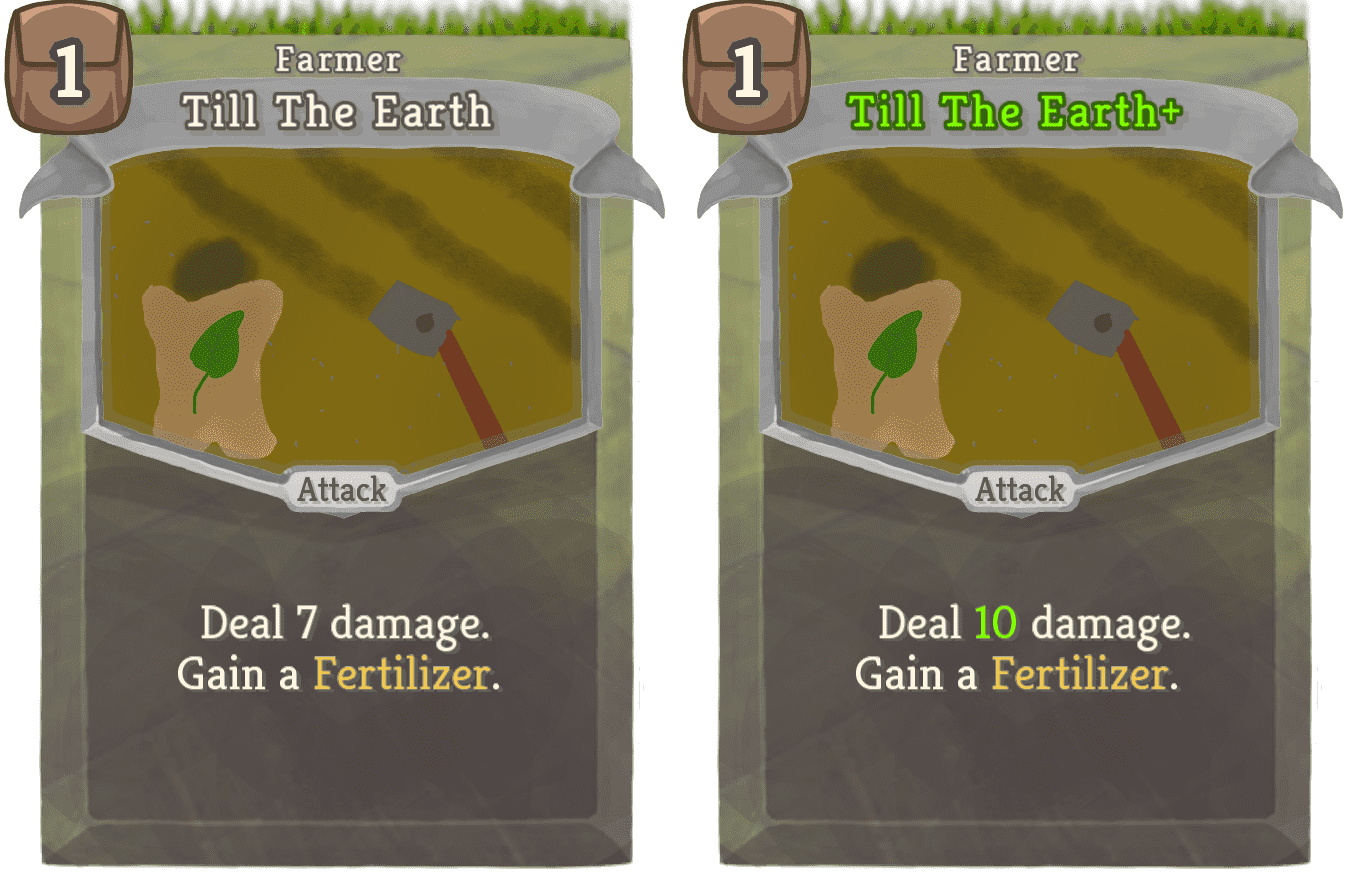 1
Farmer
Till The Earth
Attack
Deal 7 damage.
Gain a Fertilizer.
1
Farmer
Till The Earth+
Attack
Deal 10 damage.
Gain a Fertilizer.